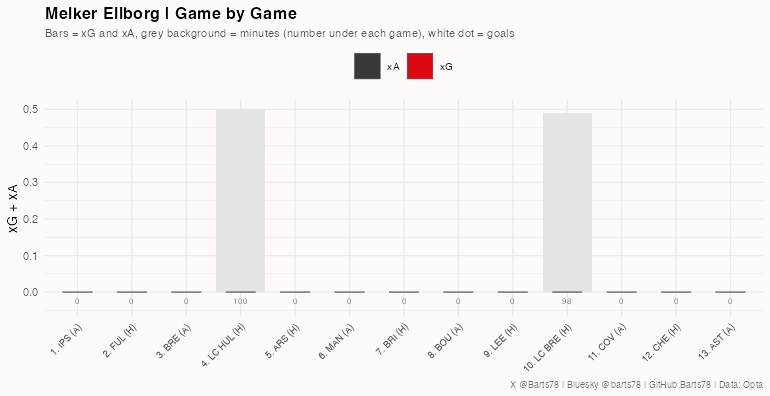 Melker Ellborg | Game by Game
Bars = xG and xA, grey background = minutes (number under each game), white dot = goals
xA xG
xG + xA
0.5
0.4
0.3
0.2
0.1
0.0
0 0 0 100 0 0 0 0 0 98 0 0 0
1. IPS (A)
2. FUL (H)
3. BRE (A)
4. LC HUL (H)
5. ARS (H)
6. MAN (A)
7. BRI (H)
8. BOU (A)
9. LEE (H)
10. LC BRE (H)
11. COV (A)
12. CHE (H)
13. AST (A)
X @Barts78 | Bluesky @barts78 | GitHub Barts78 | Data: Opta